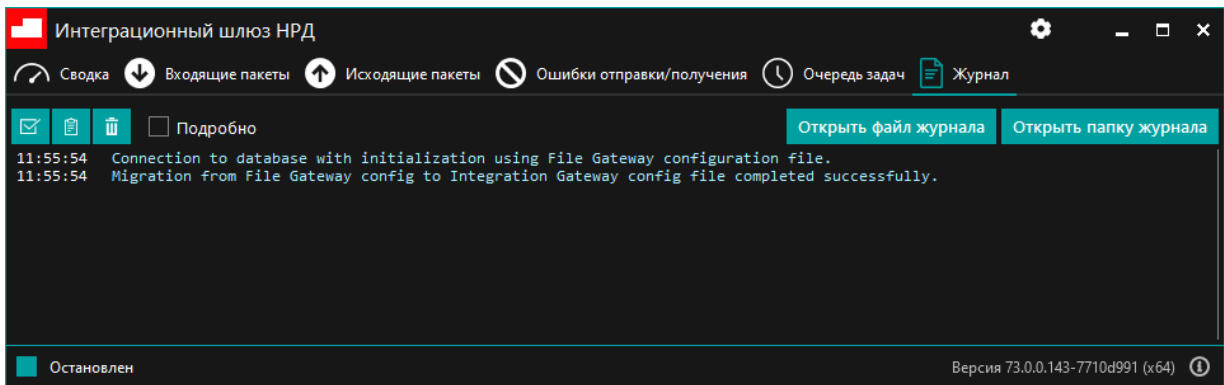 Интеграционный шлюз НРД
Сводка Входящие пакеты Исходящие пакеты Ошибки отправки/получения Очередь задач Журнал
Подробно Открыть файл журнала Открыть папку журнала
11:55:54 Connection to database with initialization using File Gateway configuration file.
11:55:54 Migration from File Gateway config to Integration Gateway config file completed successfully.
Остановлен Версия 73.0.0.143-7710d991 (x64)